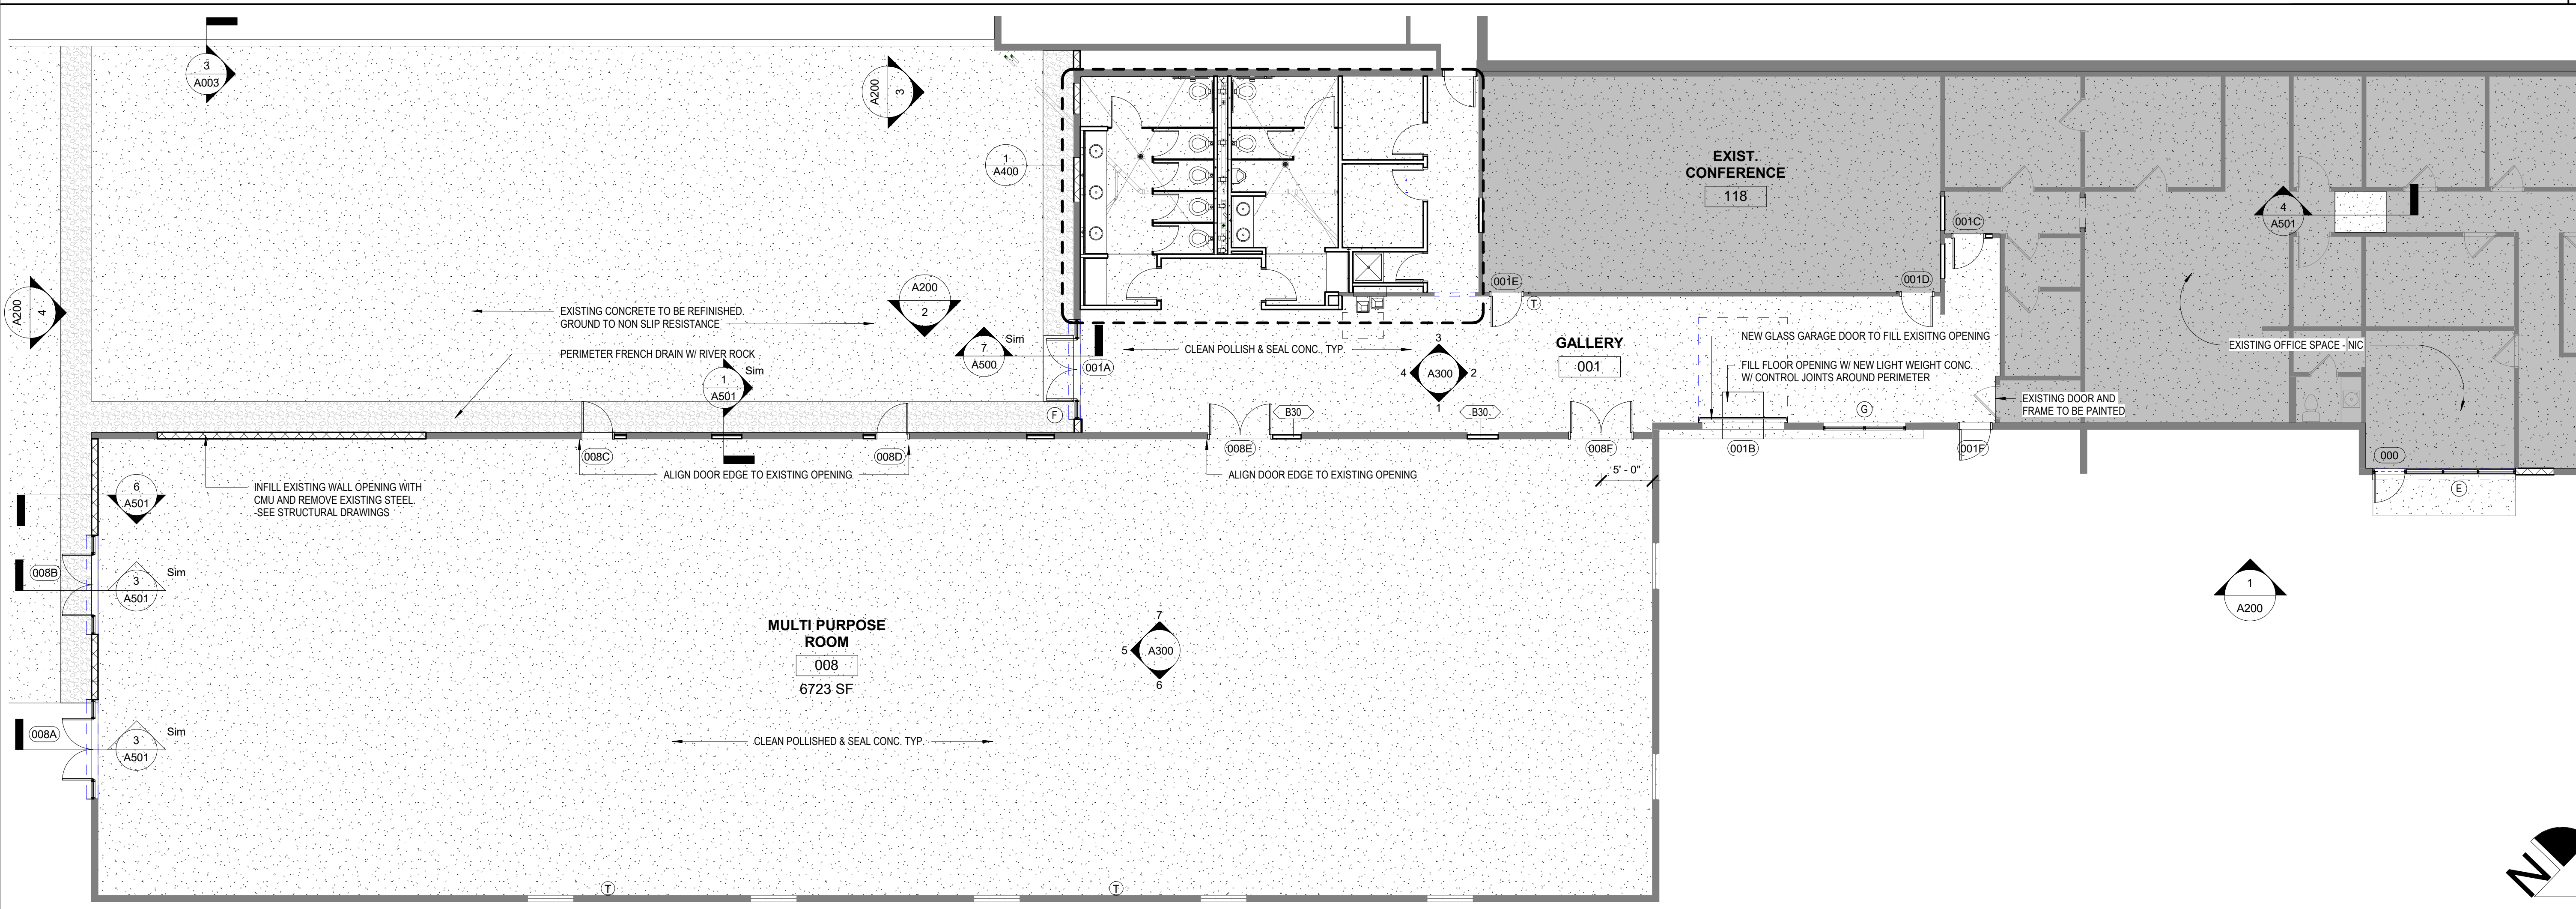 3
A003
A200
3
1
A400
EXIST.
CONFERENCE
118
4
A501
001C
A200
4
A200
2
EXISTING CONCRETE TO BE REFINISHED.
GROUND TO NON SLIP RESISTANCE
PERIMETER FRENCH DRAIN W/ RIVER ROCK
7
A500
Sim
001A
1
A501
Sim
F
001E
T
001D
CLEAN POLLISH & SEAL CONC., TYP.
3
4
A300
2
1
GALLERY
001
NEW GLASS GARAGE DOOR TO FILL EXISITNG OPENING
FILL FLOOR OPENING W/ NEW LIGHT WEIGHT CONC.
W/ CONTROL JOINTS AROUND PERIMETER
EXISTING DOOR AND
FRAME TO BE PAINTED
EXISTING OFFICE SPACE - NIC
B30
B30
G
008C
008D
008E
008F
001B
001F
000
E
ALIGN DOOR EDGE TO EXISTING OPENING
ALIGN DOOR EDGE TO EXISTING OPENING
5' - 0"
INFILL EXISTING WALL OPENING WITH
CMU AND REMOVE EXISTING STEEL.
-SEE STRUCTURAL DRAWINGS
6
A501
008B
3
A501
Sim
008A
3
A501
Sim
MULTI PURPOSE
ROOM
008
6723 SF
7
5
A300
6
CLEAN POLLISHED & SEAL CONC. TYP.
1
A200
T
T
N